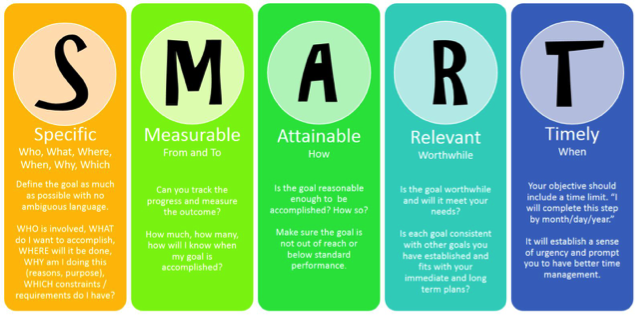 S
Specific
Who, What, Where,
When, Why, Which
Define the goal as much
as possible with no
ambiguous language.
WHO is involved, WHAT
do I want to accomplish,
WHERE will it be done,
WHY am I doing this
(reasons, purpose),
WHICH constraints /
requirements do I have?
M
Measurable
From and To
Can you track the
progress and measure
the outcome?
How much, how many,
how will I know when
my goal is
accomplished?
A
Attainable
How
Is the goal reasonable
enough to be
accomplished? How so?
Make sure the goal is
not out of reach or
below standard
performance.
R
Relevant
Worthwhile
Is the goal worthwhile
and will it meet your
needs?
Is each goal consistent
with other goals you
have established and
fits with your
immediate and long
term plans?
T
Timely
When
Your objective should
include a time limit. “I
will complete this step
by month/day/year.”
It will establish a sense
of urgency and prompt
you to have better time
management.